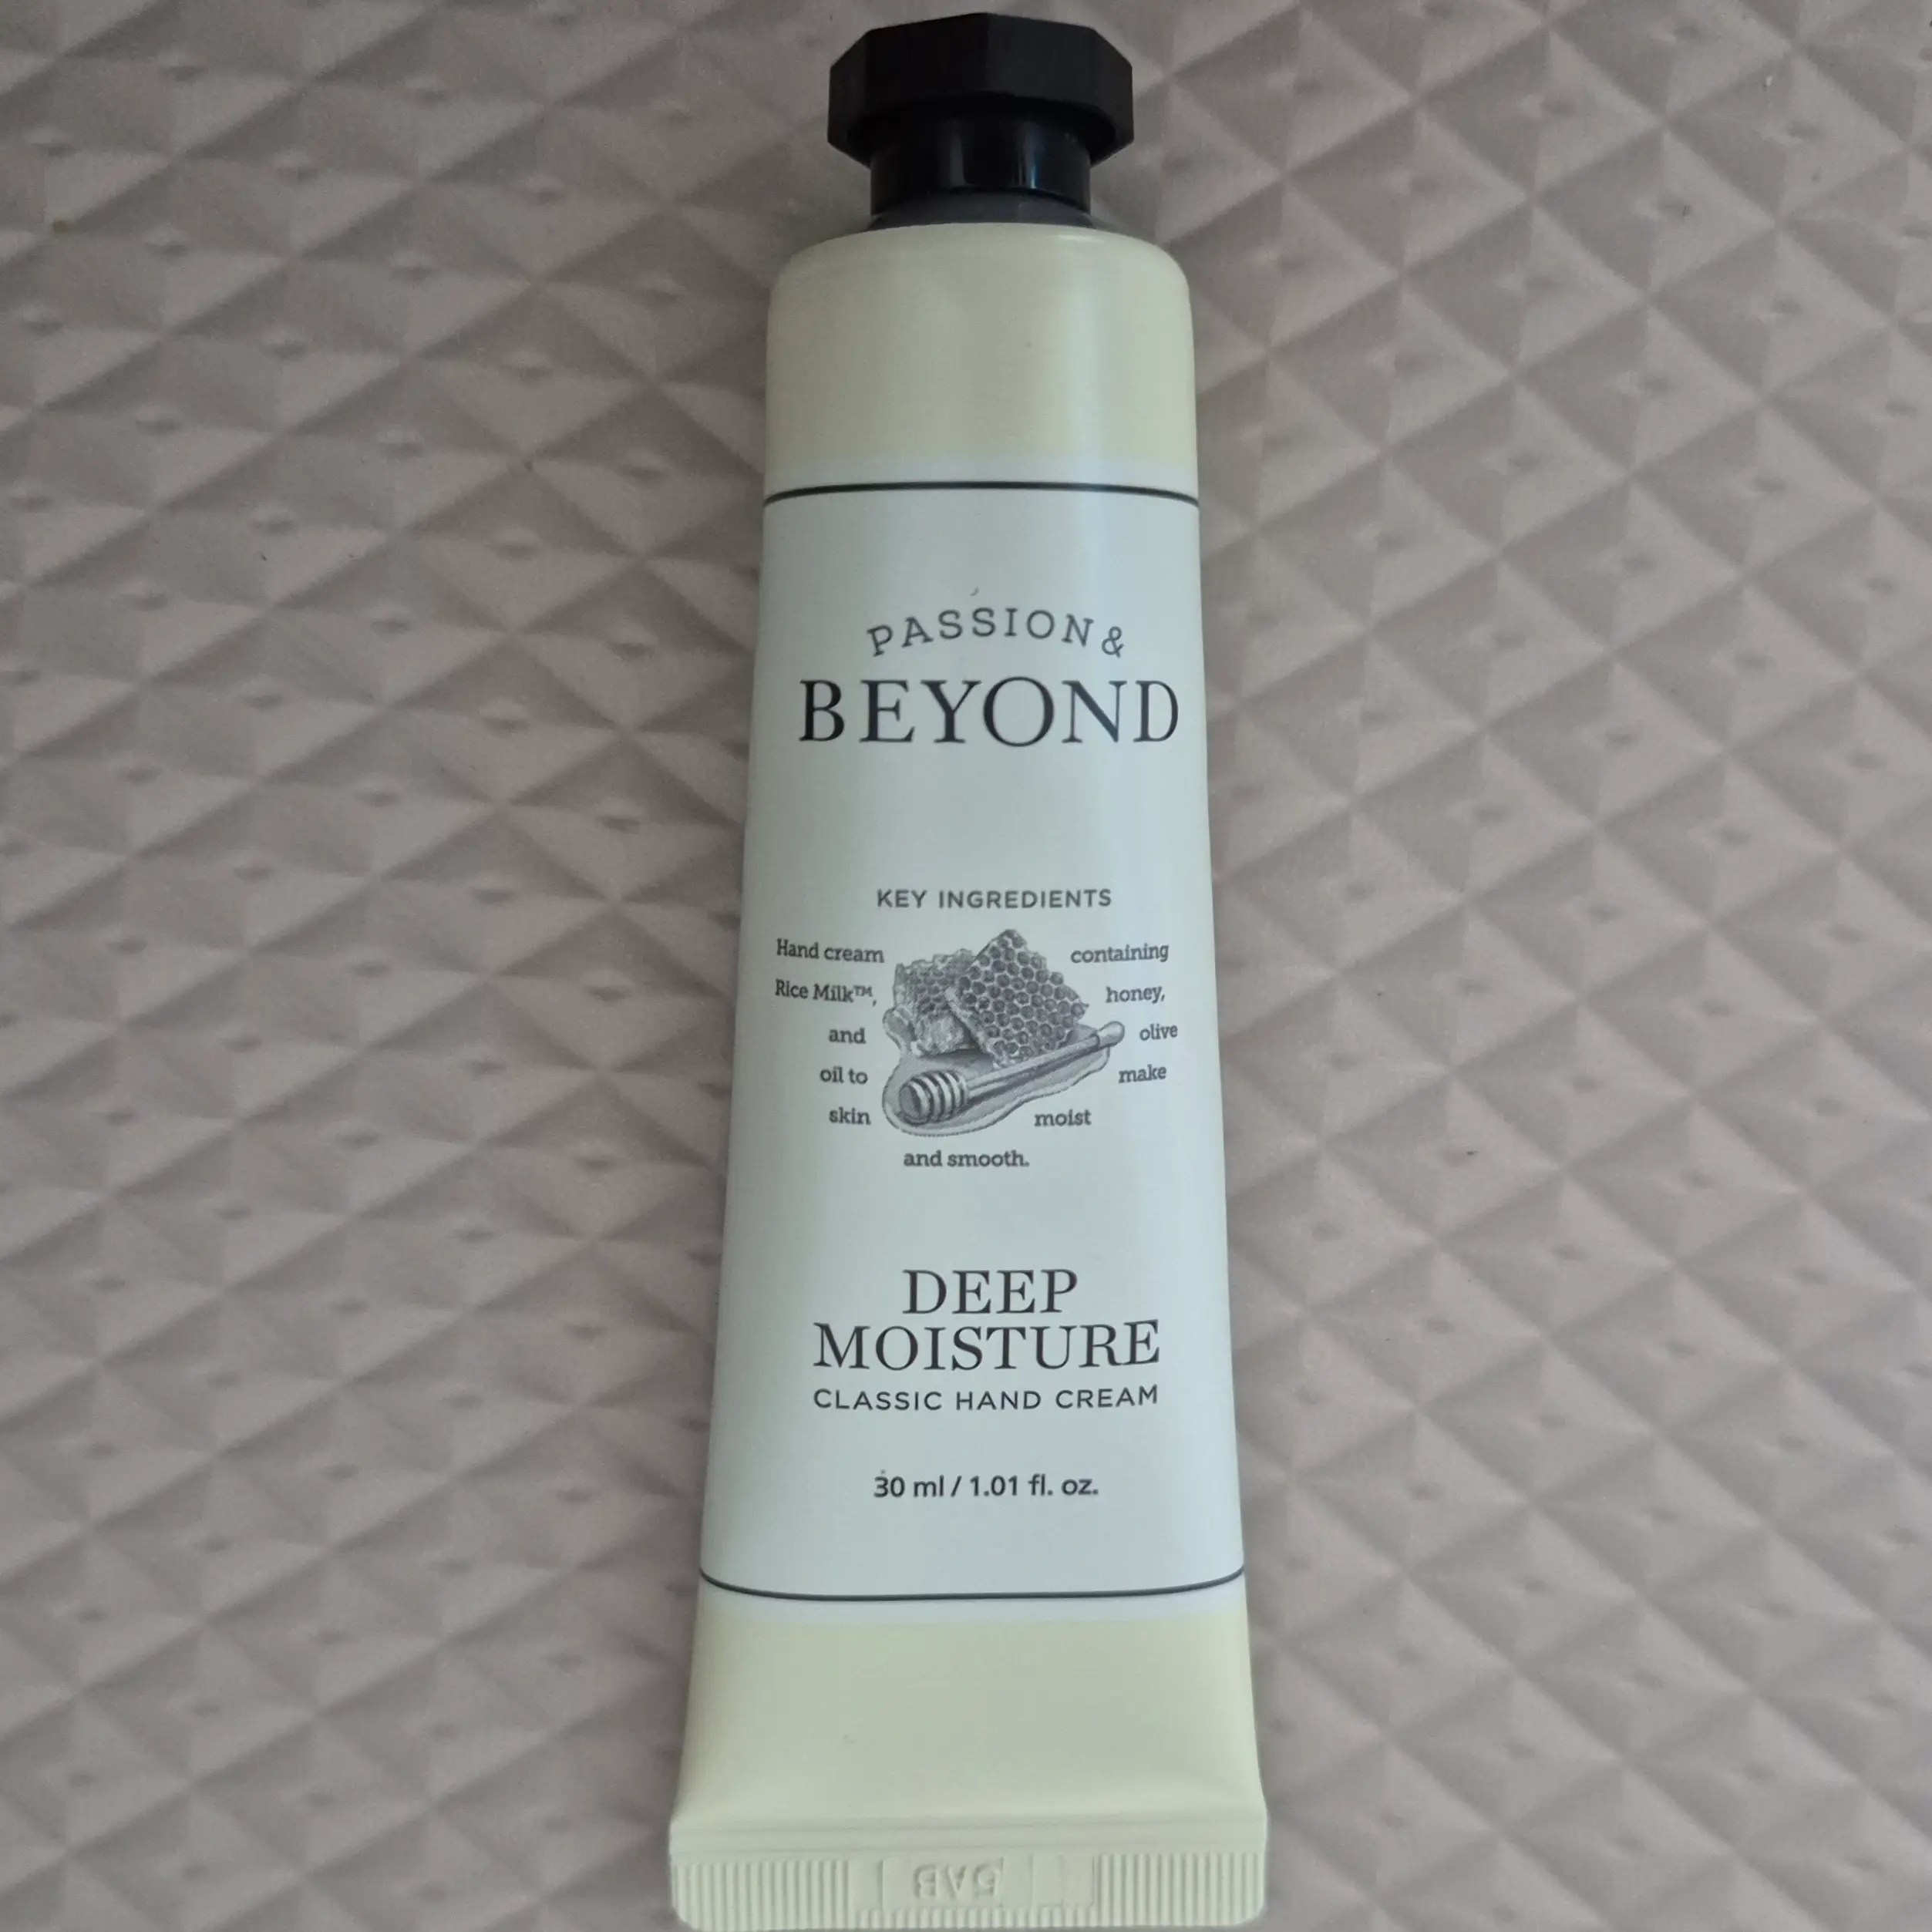 PASSION &
BEYOND
KEY INGREDIENTS
Hand cream containing
Rice Milk™, honey,
and olive
oil to make
skin moist
and smooth.
DEEP
MOISTURE
CLASSIC HAND CREAM
30 ml / 1.01 fl. oz.